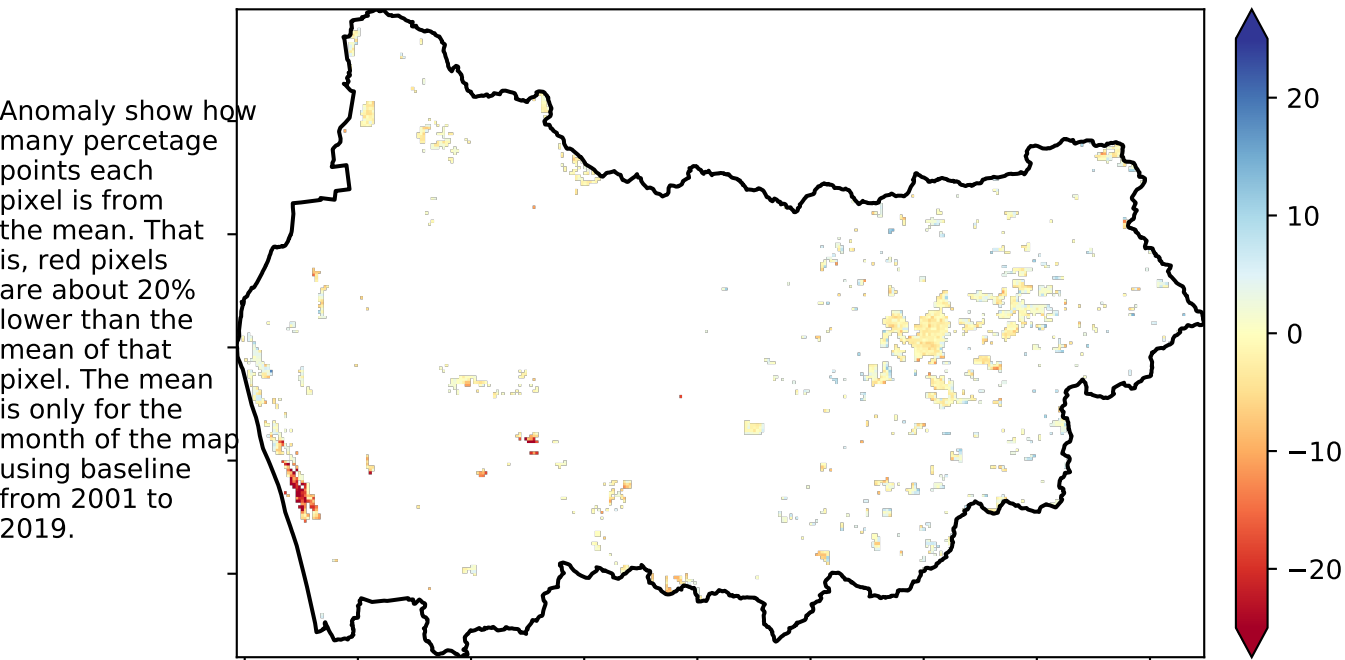 Anomaly show how
many percetage
points each
pixel is from
the mean. That
is, red pixels
are about 20%
lower than the
mean of that
pixel. The mean
is only for the
month of the map
using baseline
from 2001 to
2019.
20
10
0
−10
−20